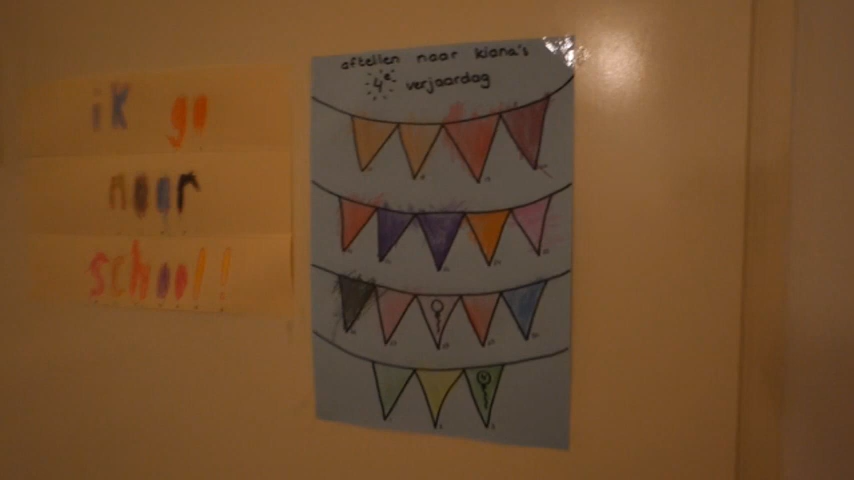 ik ga
naar
school!!
aftellen naar kiana's
4e verjaardag